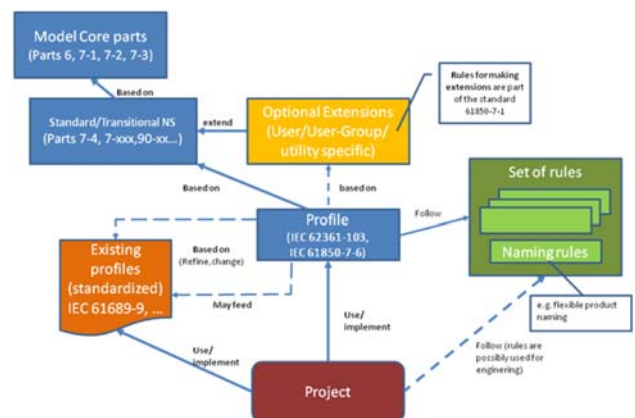 Model Core parts
(Parts 6, 7-1, 7-2, 7-3)
Based on
Standard/Transitional NS
(Parts 7-4, 7-xxx,90-xx...)
extend
Optional Extensions
(User/User-Group/
utility specific)
Rules for making
extensions are part
of the standard
61850-7-1
Based on
based on
Set of rules
Profile
(IEC 62361-103,
IEC 61850-7-6)
Follow
Naming rules
Existing
profiles
(standardized)
IEC 61689-9, ...
Based on
(Refine, change)
May feed
e.g. flexible product
naming
Use/
implement
Use/
implement
Follow (rules are
possibly used for
enginering)
Project